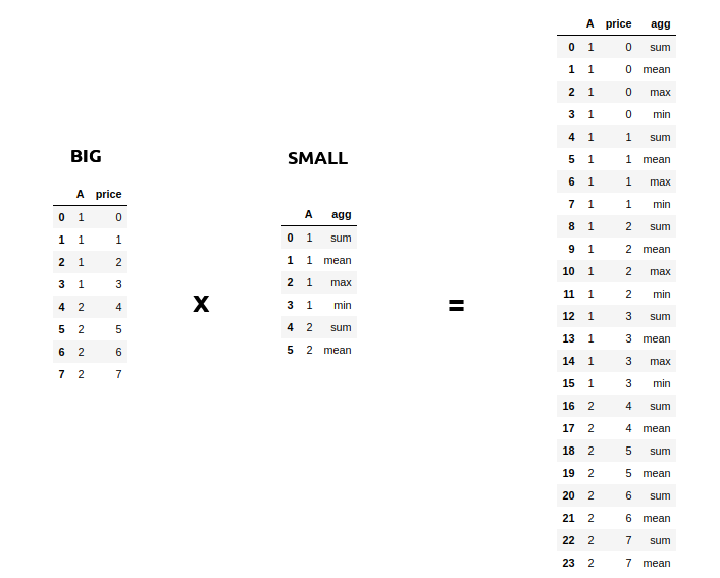 BIG
A price
0 1 0
1 1 1
2 1 2
3 1 3
4 2 4
5 2 5
6 2 6
7 2 7
x
SMALL
A agg
0 1 sum
1 1 mean
2 1 max
3 1 min
4 2 sum
5 2 mean
=
A price agg
0 1 0 sum
1 1 0 mean
2 1 0 max
3 1 0 min
4 1 1 sum
5 1 1 mean
6 1 1 max
7 1 1 min
8 1 2 sum
9 1 2 mean
10 1 2 max
11 1 2 min
12 1 3 sum
13 1 3 mean
14 1 3 max
15 1 3 min
16 2 4 sum
17 2 4 mean
18 2 5 sum
19 2 5 mean
20 2 6 sum
21 2 6 mean
22 2 7 sum
23 2 7 mean